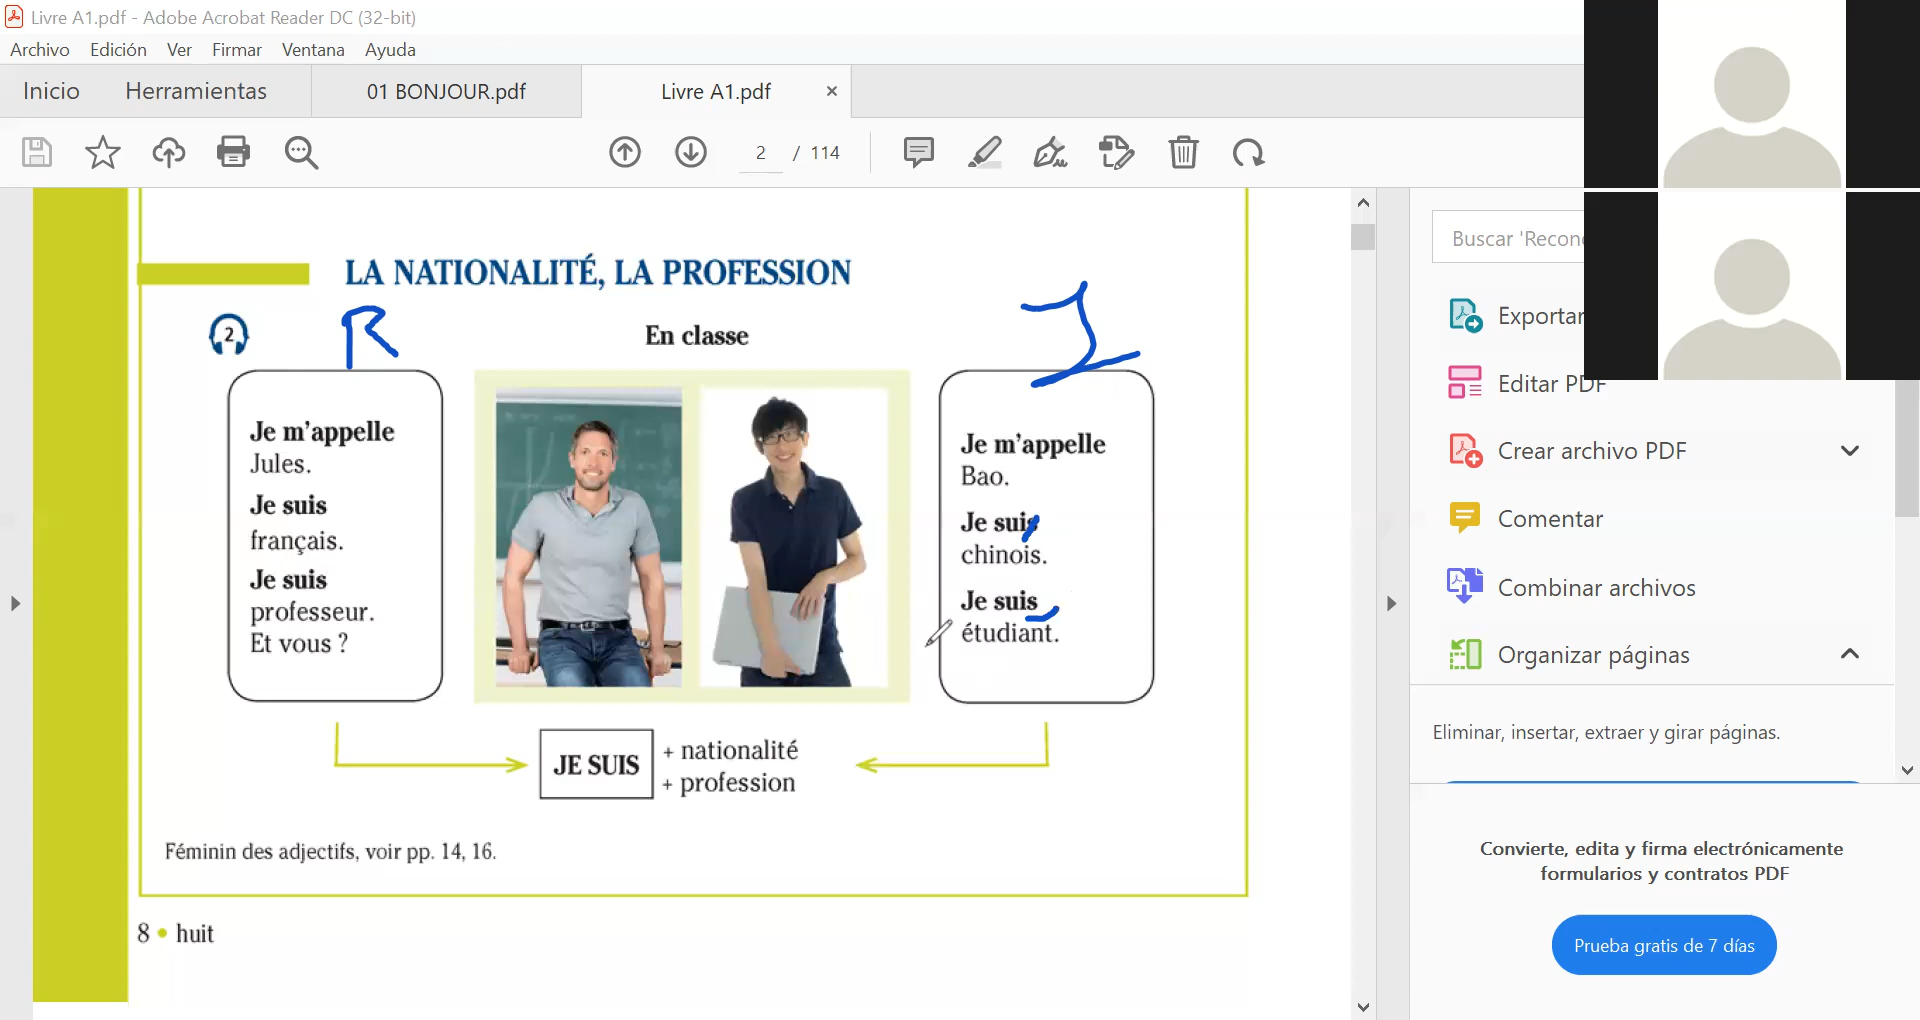 Livre A1.pdf - Adobe Acrobat Reader DC (32-bit)
Archivo Edición Ver Firmar Ventana Ayuda
Inicio Herramientas 01 BONJOUR.pdf Livre A1.pdf ×
2 / 114
Buscar 'Recon
Exportar
Editar PDF
Crear archivo PDF
Comentar
Combinar archivos
Organizar páginas
Eliminar, insertar, extraer y girar páginas.
Convierte, edita y firma electrónicamente
formularios y contratos PDF
Prueba gratis de 7 días
LA NATIONALITÉ, LA PROFESSION
2
R
En classe
J
Je m'appelle
Jules.
Je suis
français.
Je suis
professeur.
Et vous ?
Je m'appelle
Bao.
Je suis
chinois.
Je suis
étudiant.
JE SUIS
+ nationalité
+ profession
Féminin des adjectifs, voir pp. 14, 16.
8 • huit